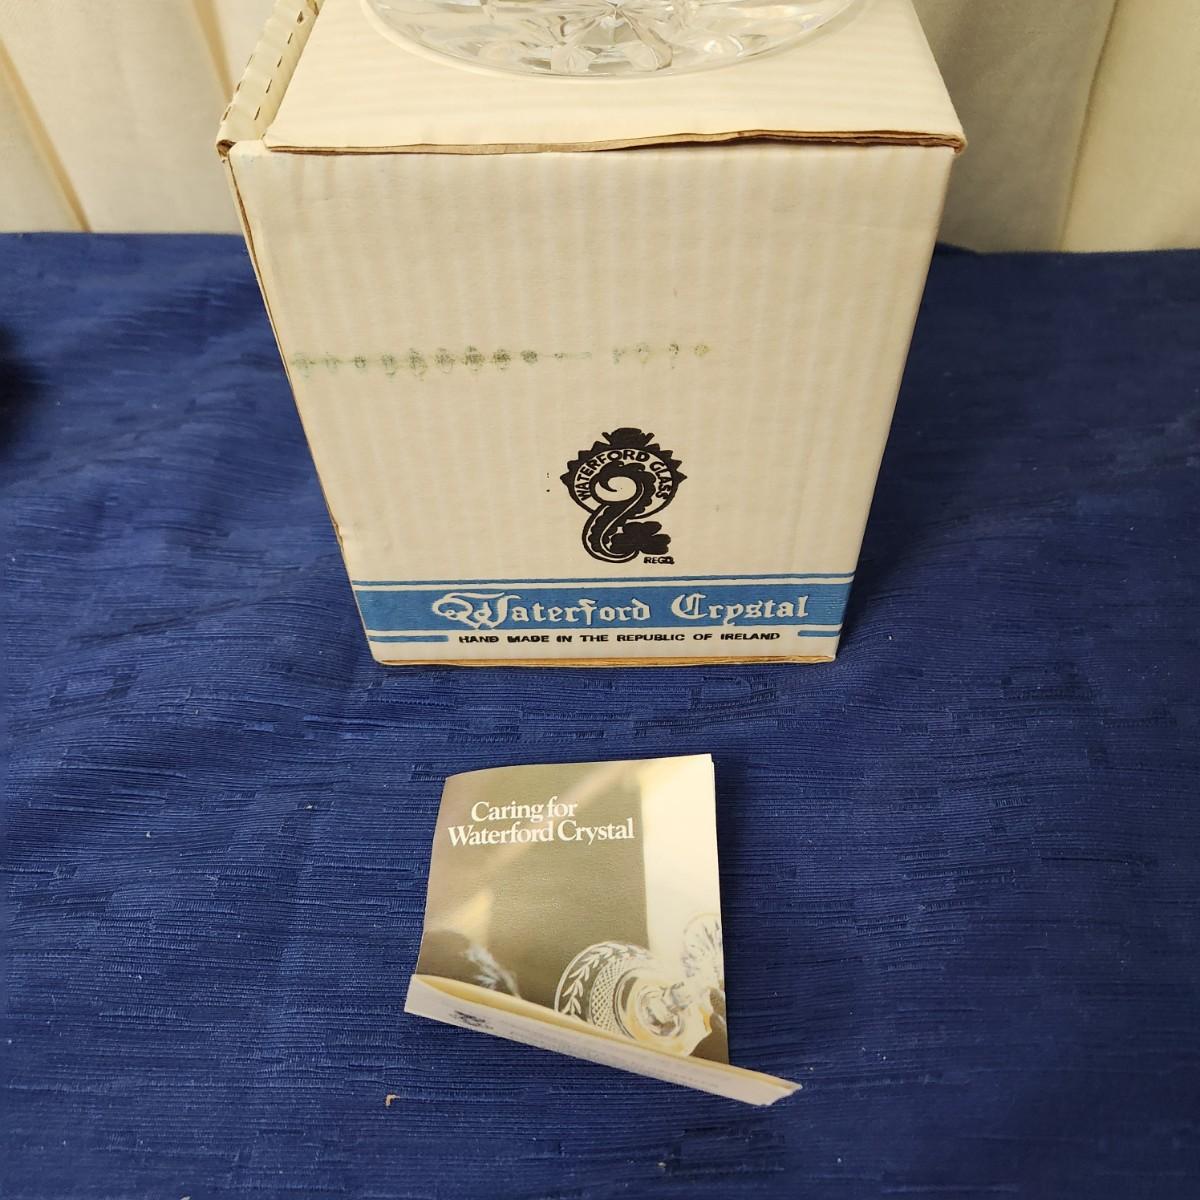 WATERFORD GLASS
REGD.
Waterford Crystal
HAND MADE IN THE REPUBLIC OF IRELAND
Caring for
Waterford Crystal